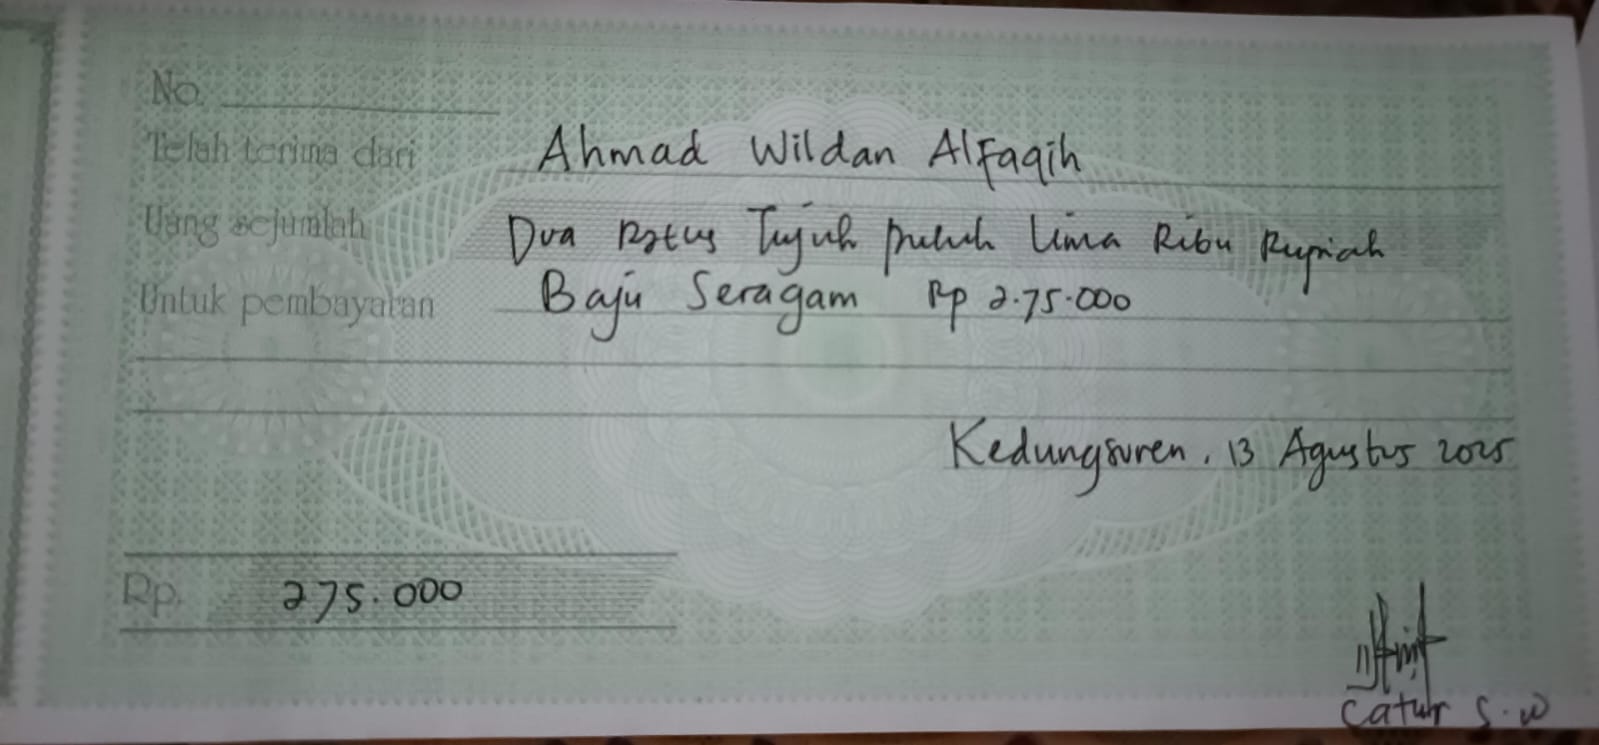 No.
Telah terima dari Ahmad Wildan Alfaqih
Uang sejumlah Dua Ratus Tujuh puluh Lima Ribu Rupiah
Untuk pembayaran Baju Seragam Rp 2.75.000
Kedungsuren, 13 Agustus 2025
Rp. 275.000
Catur S.W